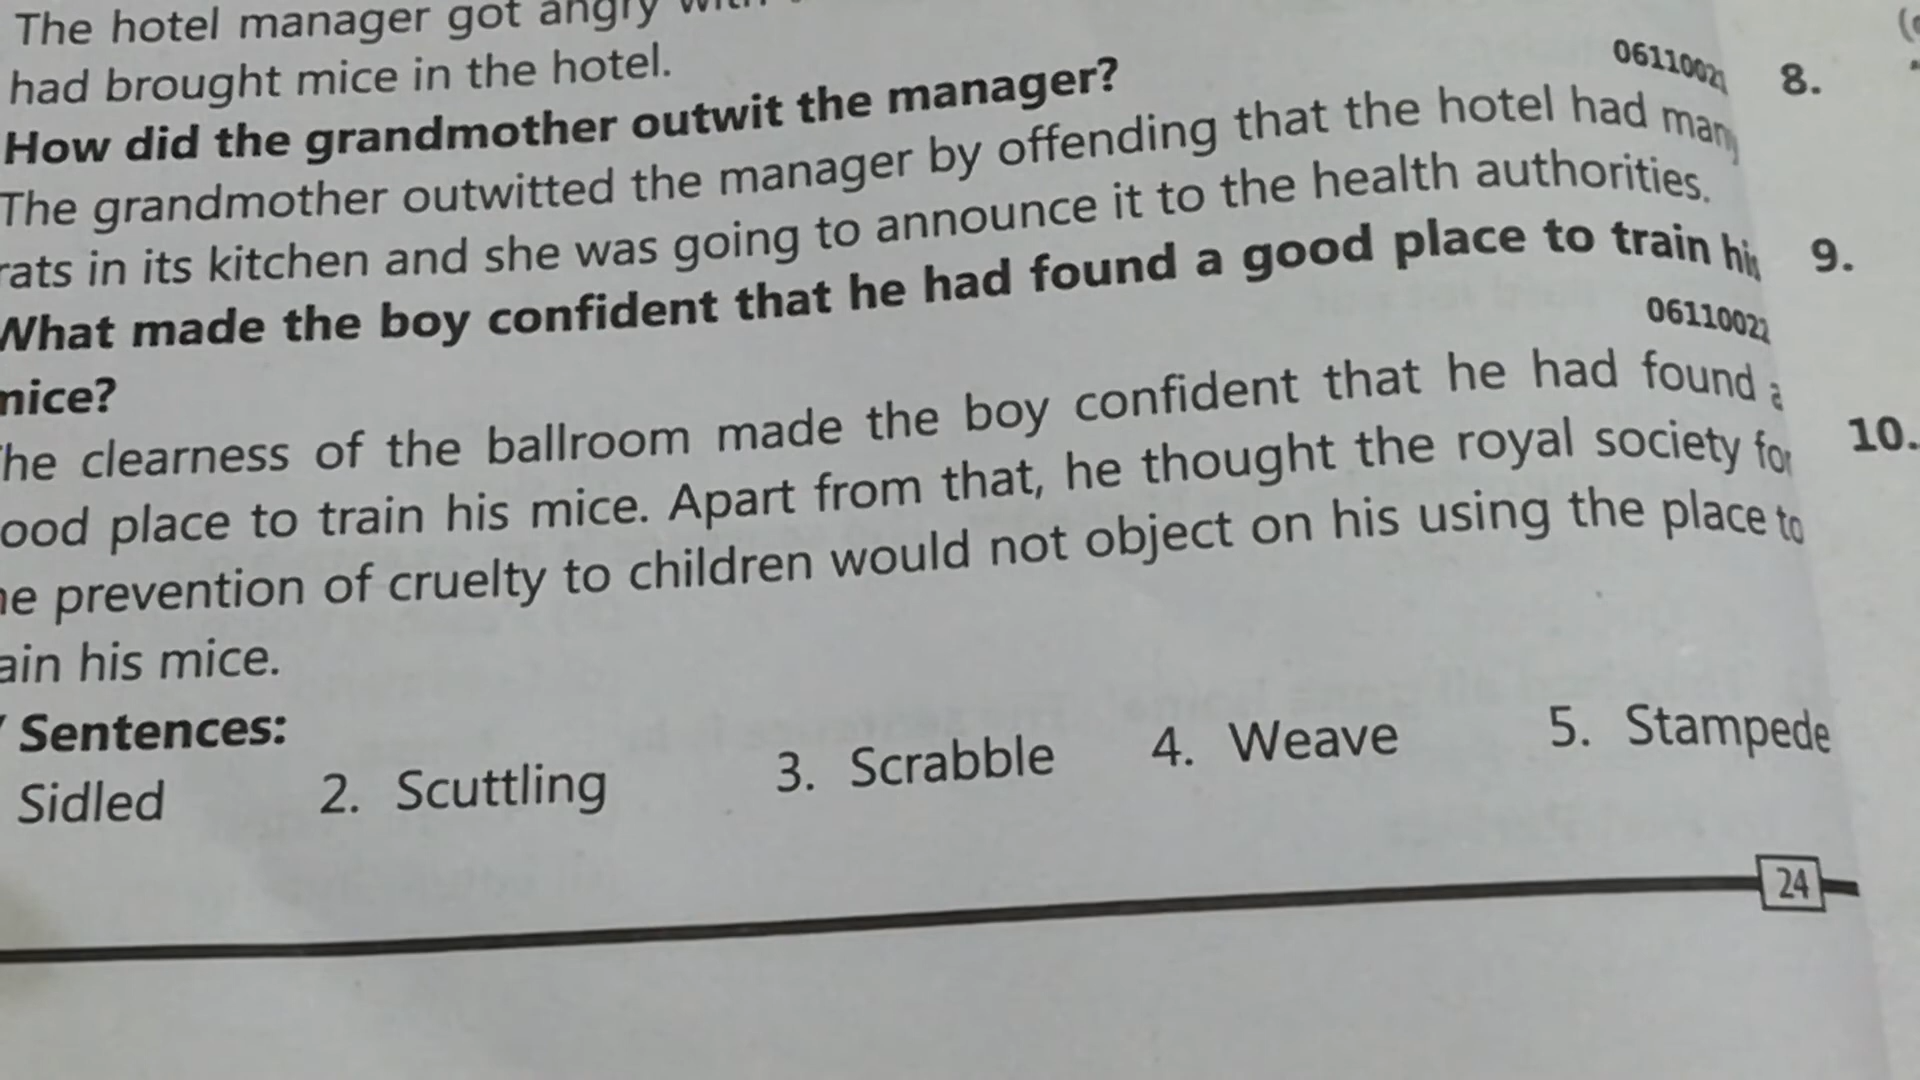 The hotel manager got angry
had brought mice in the hotel.
06110021
8.
How did the grandmother outwit the manager?
The grandmother outwitted the manager by offending that the hotel had many
rats in its kitchen and she was going to announce it to the health authorities.
What made the boy confident that he had found a good place to train his
9.
06110022
mice?
he clearness of the ballroom made the boy confident that he had found a
10.
ood place to train his mice. Apart from that, he thought the royal society for
he prevention of cruelty to children would not object on his using the place to
ain his mice.
Sentences:
Sidled 2. Scuttling 3. Scrabble 4. Weave 5. Stampede
24